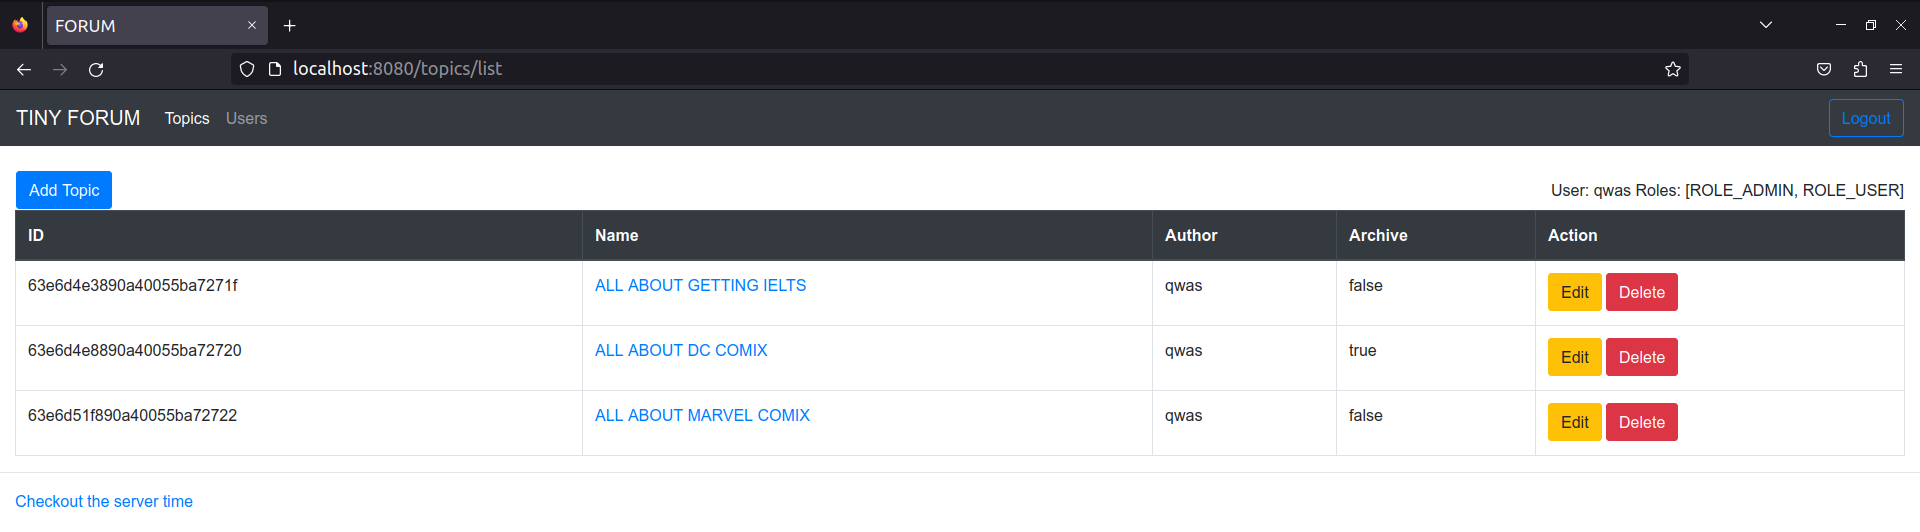 FORUM
localhost:8080/topics/list
TINY FORUM Topics Users Logout
Add Topic User: qwas Roles: [ROLE_ADMIN, ROLE_USER]
ID Name Author Archive Action
63e6d4e3890a40055ba7271f ALL ABOUT GETTING IELTS qwas false Edit Delete
63e6d4e8890a40055ba72720 ALL ABOUT DC COMIX qwas true Edit Delete
63e6d51f890a40055ba72722 ALL ABOUT MARVEL COMIX qwas false Edit Delete
Checkout the server time